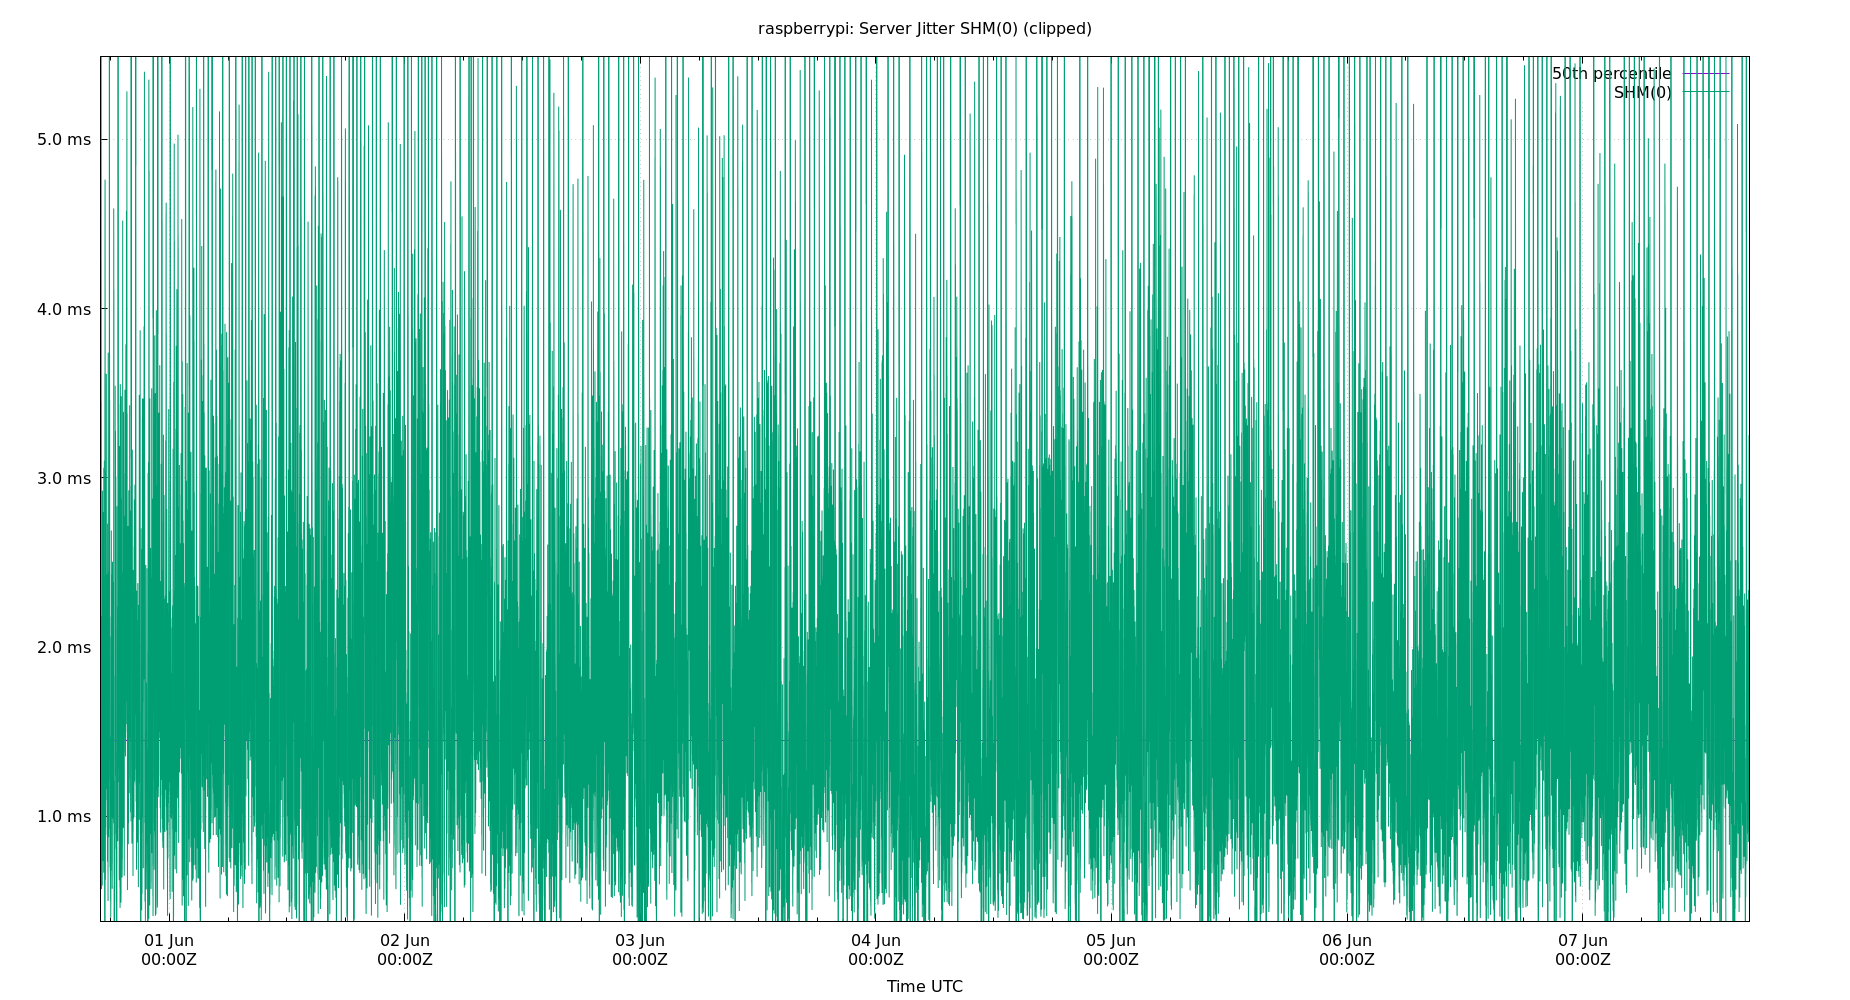 raspberrypi: Server Jitter SHM(0) (clipped)
50th percentile
SHM(0)
5.0 ms
4.0 ms
3.0 ms
2.0 ms
1.0 ms
01 Jun
00:00Z
02 Jun
00:00Z
03 Jun
00:00Z
04 Jun
00:00Z
05 Jun
00:00Z
06 Jun
00:00Z
07 Jun
00:00Z
Time UTC